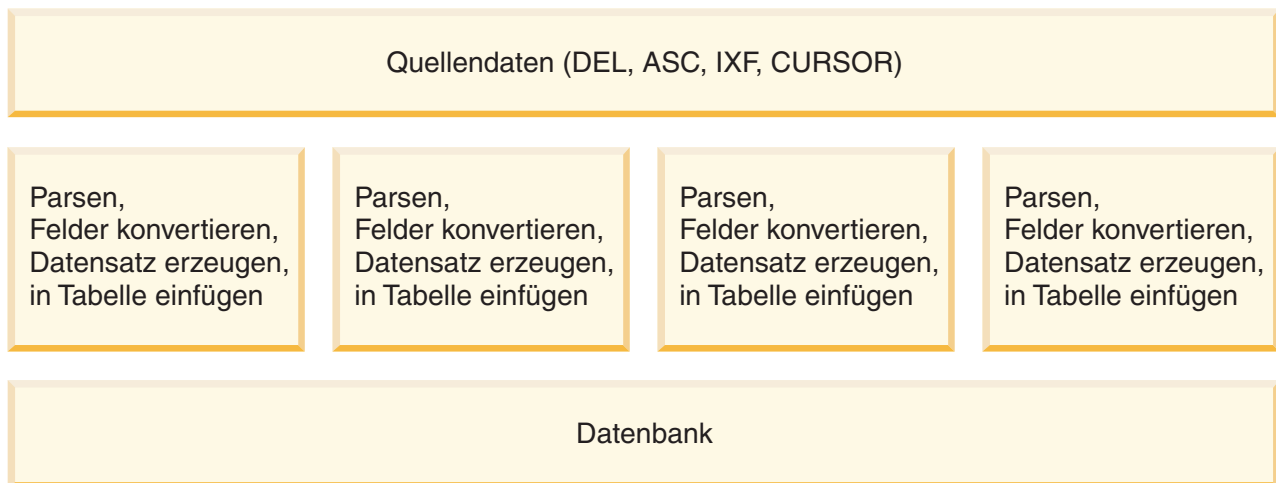 Quellendaten (DEL, ASC, IXF, CURSOR)
Parsen,
Felder konvertieren,
Datensatz erzeugen,
in Tabelle einfügen
Parsen,
Felder konvertieren,
Datensatz erzeugen,
in Tabelle einfügen
Parsen,
Felder konvertieren,
Datensatz erzeugen,
in Tabelle einfügen
Parsen,
Felder konvertieren,
Datensatz erzeugen,
in Tabelle einfügen
Datenbank